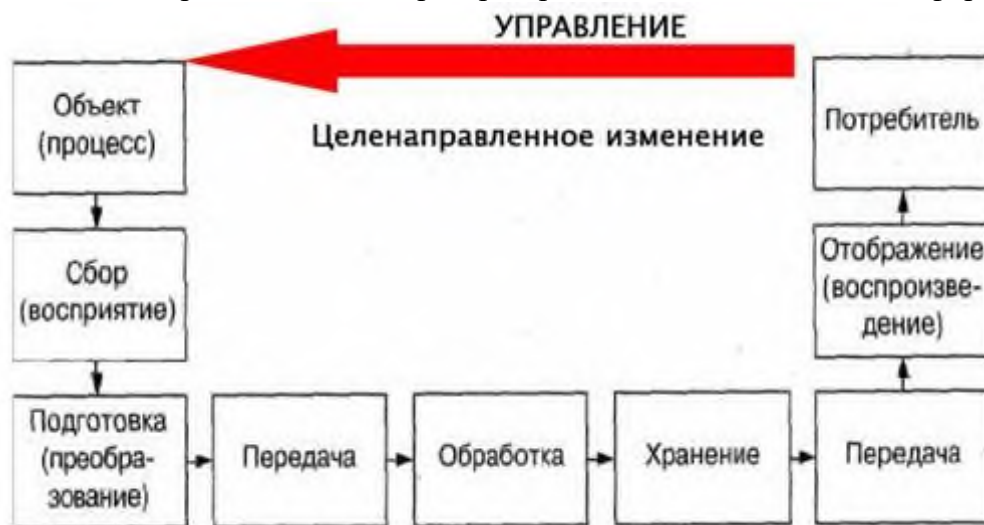 УПРАВЛЕНИЕ
Объект
(процесс)
Целенаправленное изменение
Потребитель
Сбор
(восприятие)
Отображение
(воспроизве-
дение)
Подготовка
(преобра-
зование)
Передача
Обработка
Хранение
Передача